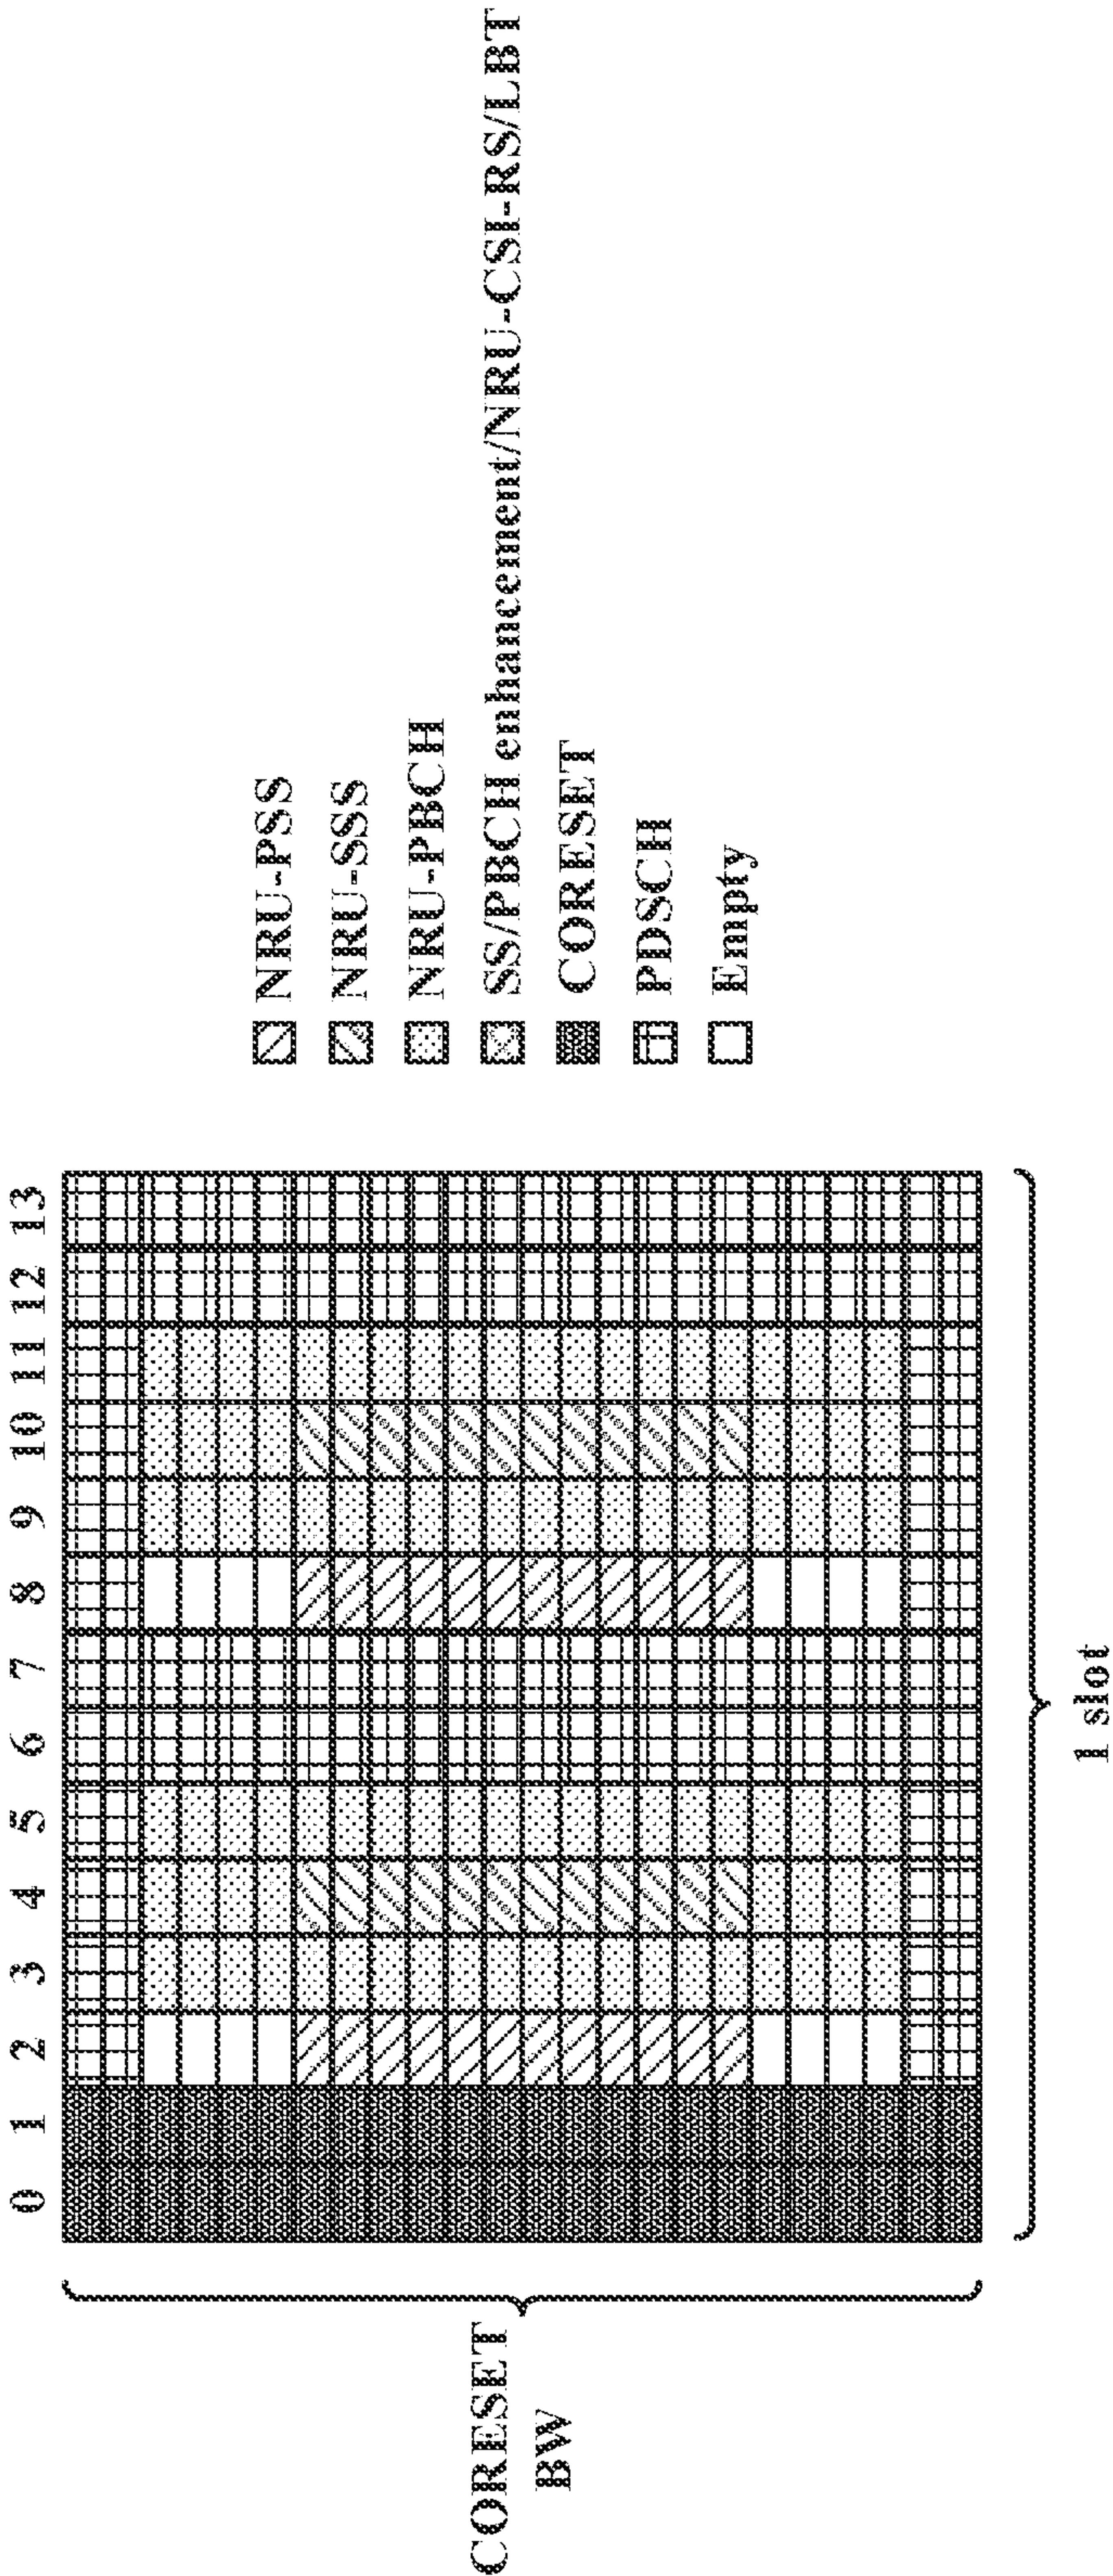 0 1 2 3 4 5 6 7 8 9 10 11 12 13
CORESET
BW
1 slot
NRU-PSS
NRU-SSS
NRU-PBCH
SS/PBCH enhancement/NRU-CSI-RS/LBT
CORESET
PDSCH
Empty